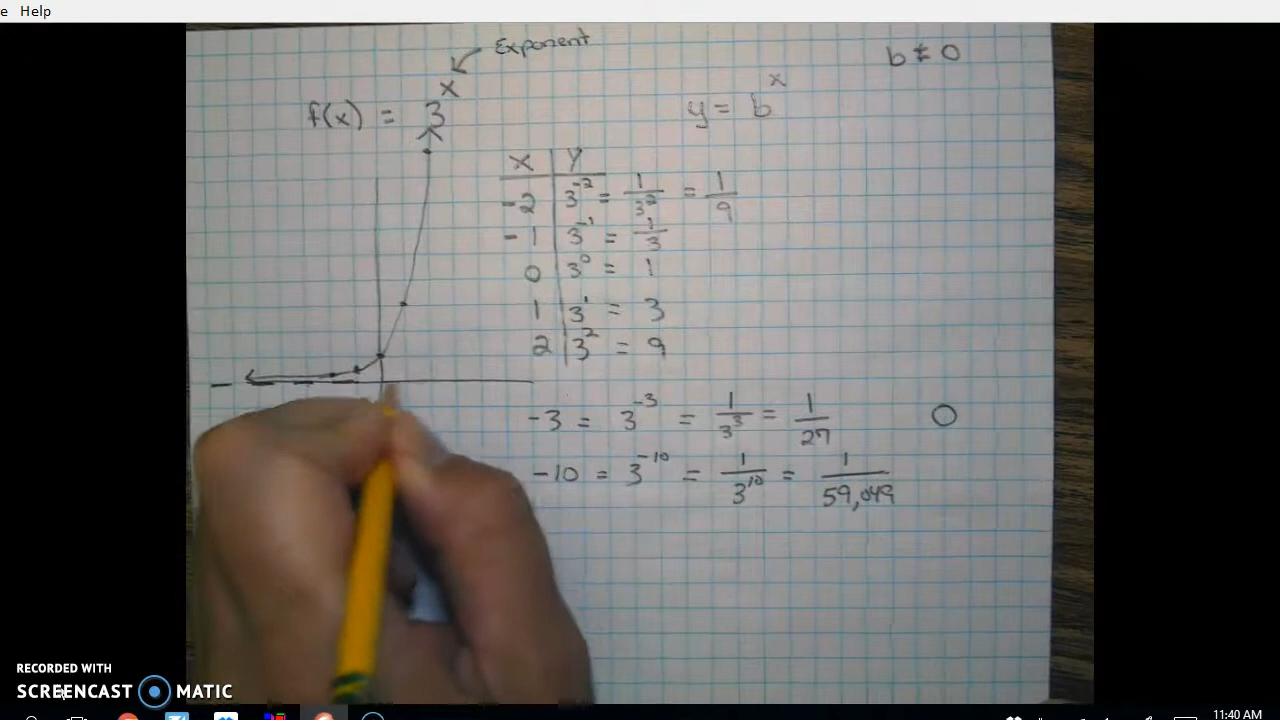 e Help
Exponent
f(x) = 3^x
y = b^x
b ≠ 0
x | y
-2 | 3^-2 = 1/3^2 = 1/9
-1 | 3^-1 = 1/3
0 | 3^0 = 1
1 | 3^1 = 3
2 | 3^2 = 9
-3 = 3^-3 = 1/3^3 = 1/27
0
-10 = 3^-10 = 1/3^10 = 1/59,049
RECORDED WITH
SCREENCAST MATIC
11:40 AM